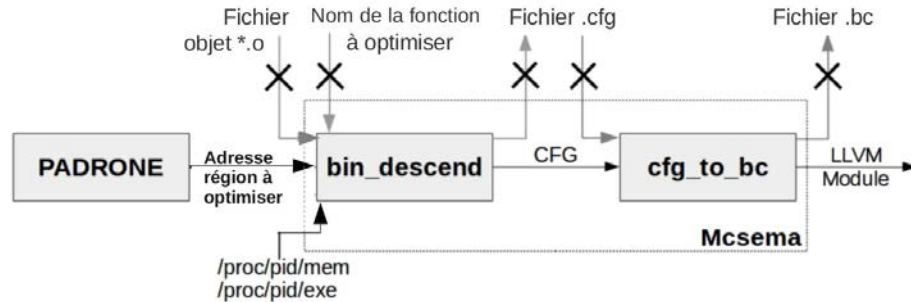 Fichier
objet *.o
Nom de la fonction
à optimiser
Fichier .cfg
Fichier .bc
PADRONE
Adresse
région à
optimiser
bin_descend
CFG
cfg_to_bc
LLVM
Module
Mcsema
/proc/pid/mem
/proc/pid/exe